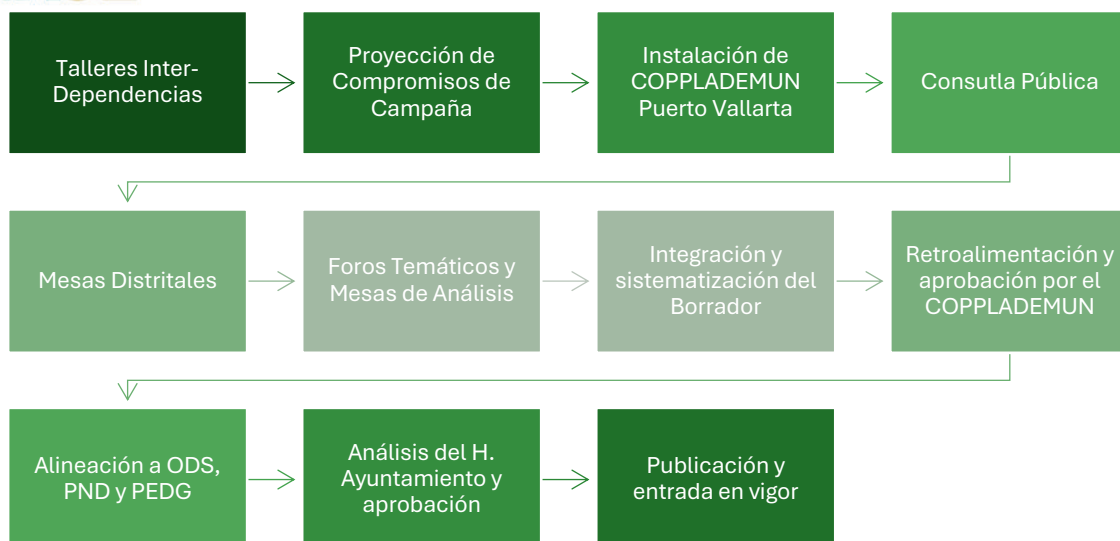 Talleres Inter-
Dependencias
Proyección de
Compromisos de
Campaña
Instalación de
COPPLADEMUN
Puerto Vallarta
Consutla Pública
Mesas Distritales
Foros Temáticos y
Mesas de Análisis
Integración y
sistematización del
Borrador
Retroalimentación y
aprobación por el
COPPLADEMUN
Alineación a ODS,
PND y PEDG
Análisis del H.
Ayuntamiento y
aprobación
Publicación y
entrada en vigor